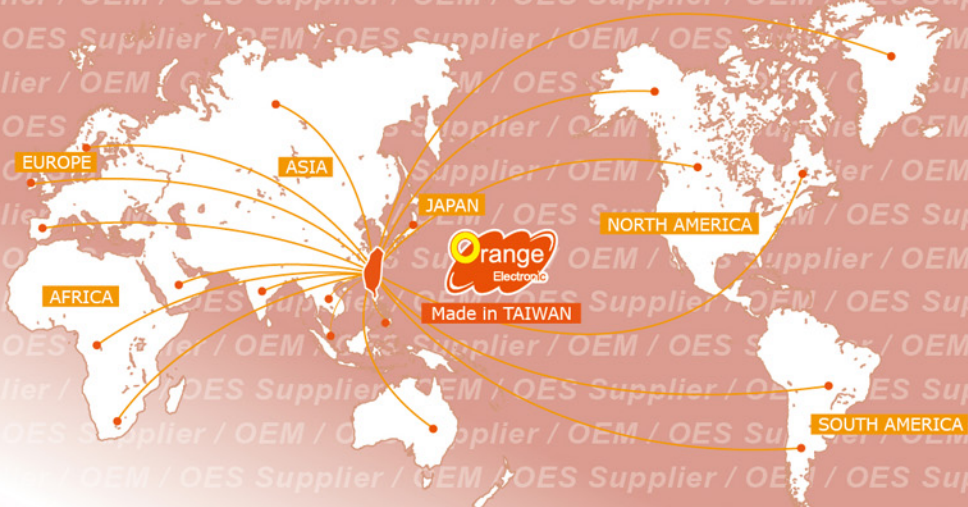 OES Supplier / OEM / OES Supplier / OEM / OES Supplier / OEM
EUROPE
ASIA
JAPAN
NORTH AMERICA
Orange
Electronic
AFRICA
Made in TAIWAN
SOUTH AMERICA